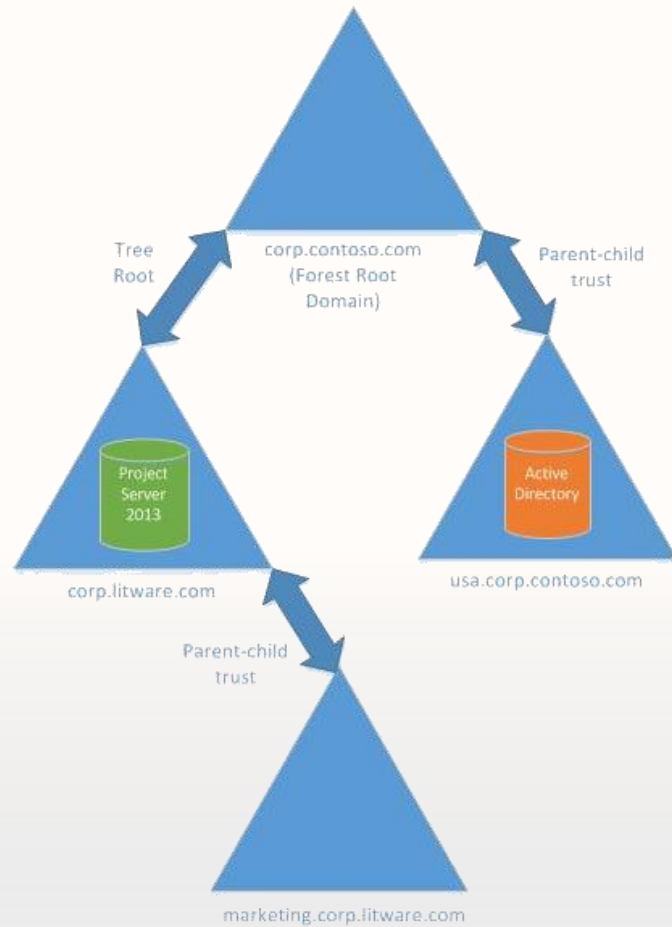 corp.contoso.com
(Forest Root
Domain)
Tree
Root
Parent-child
trust
Project
Server
2013
corp.litware.com
Active
Directory
usa.corp.contoso.com
Parent-child
trust
marketing.corp.litware.com